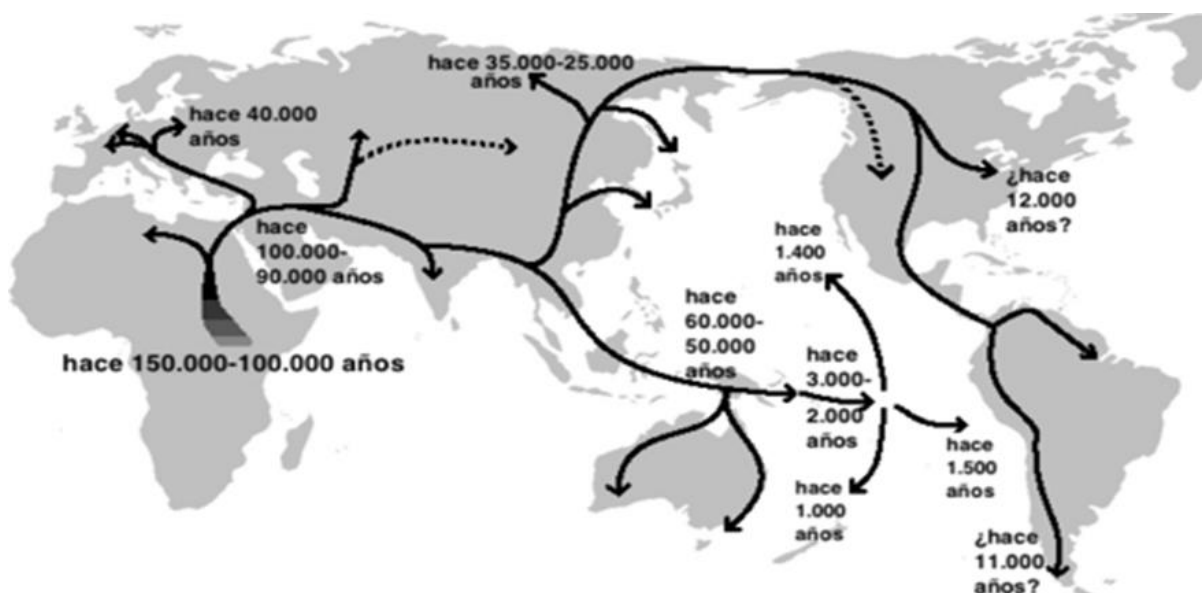 hace 35.000-25.000
años
hace 40.000
años
¿hace
12.000
años?
hace
100.000-
90.000 años
hace
1.400
años
hace
60.000-
50.000
años
hace 150.000-100.000 años
hace
3.000-
2.000
años
hace
1.500
años
hace
1.000
años
¿hace
11.000
años?